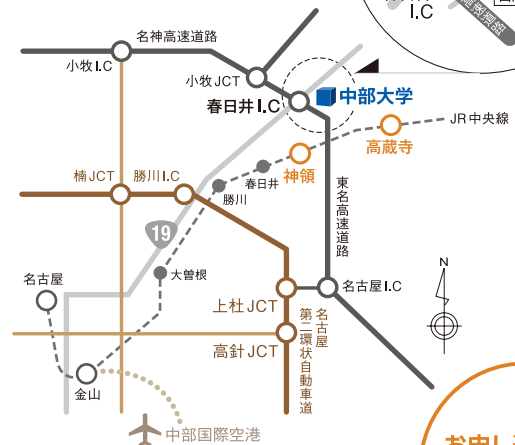 I.C
高速道路
名神高速道路
小牧I.C
小牧JCT
春日井I.C
中部大学
JR中央線
高蔵寺
神領
春日井
勝川
楠JCT
勝川I.C
東名高速道路
19
大曽根
名古屋
名古屋I.C
上社JCT
高針JCT
名古屋
第二環状自動車道
N
金山
中部国際空港